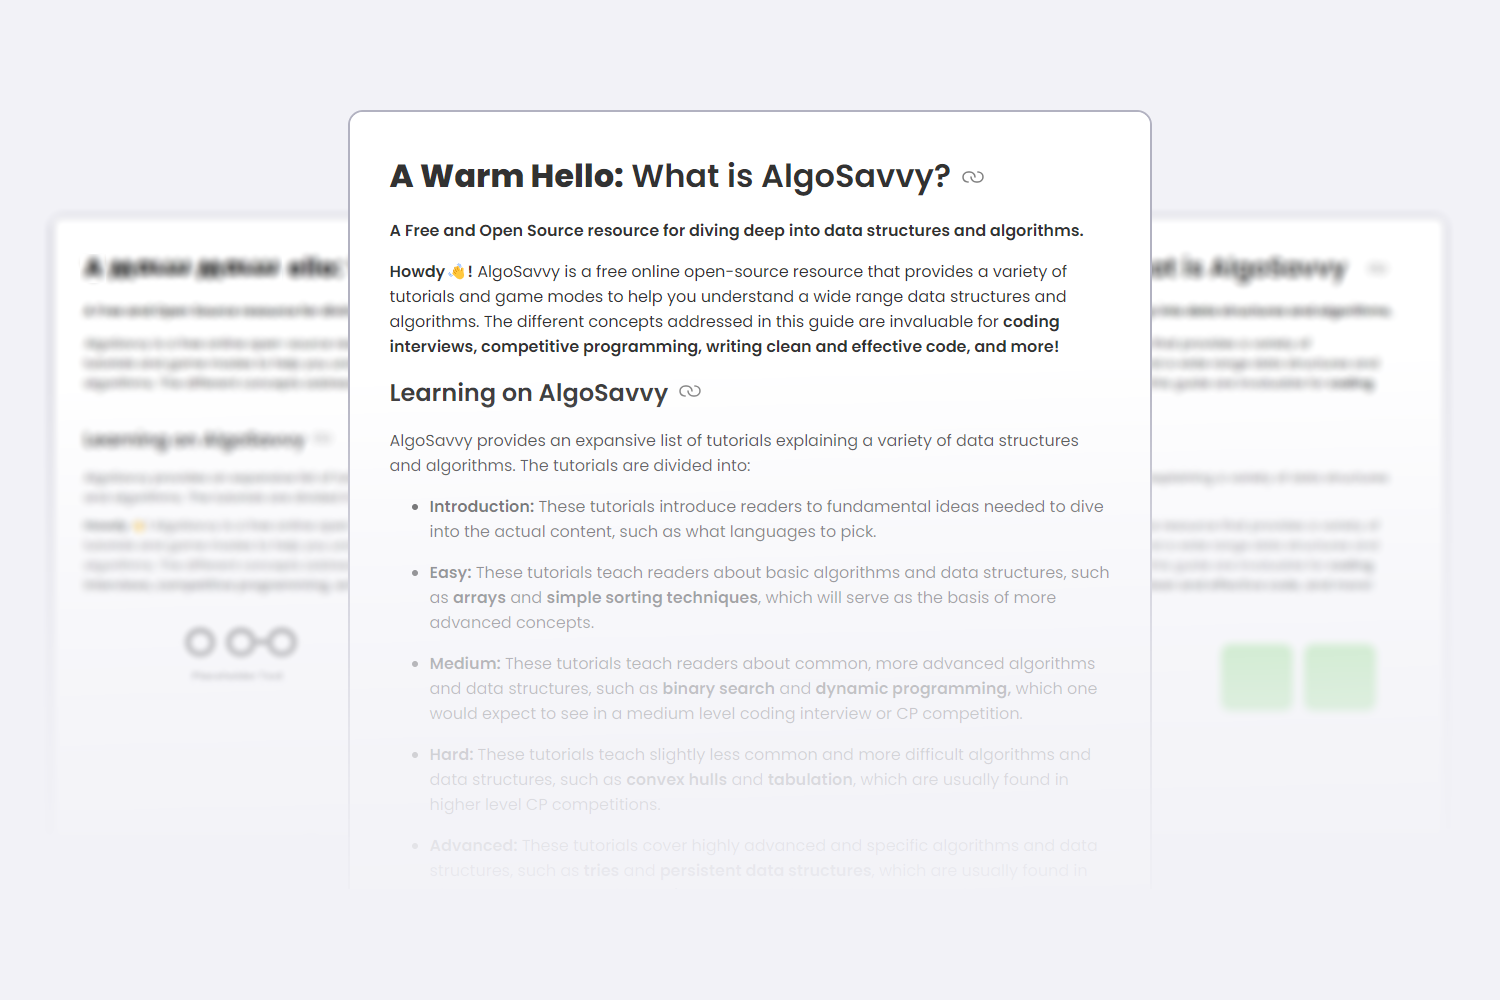 A Warm Hello: What is AlgoSavvy?
A Free and Open Source resource for diving deep into data structures and algorithms.
Howdy 👋! AlgoSavvy is a free online open-source resource that provides a variety of
tutorials and game modes to help you understand a wide range data structures and
algorithms. The different concepts addressed in this guide are invaluable for coding
interviews, competitive programming, writing clean and effective code, and more!
Learning on AlgoSavvy
AlgoSavvy provides an expansive list of tutorials explaining a variety of data structures
and algorithms. The tutorials are divided into:
• Introduction: These tutorials introduce readers to fundamental ideas needed to dive
into the actual content, such as what languages to pick.
• Easy: These tutorials teach readers about basic algorithms and data structures, such
as arrays and simple sorting techniques, which will serve as the basis of more
advanced concepts.
• Medium: These tutorials teach readers about common, more advanced algorithms
and data structures, such as binary search and dynamic programming, which one
would expect to see in a medium level coding interview or CP competition.
• Hard: These tutorials teach slightly less common and more difficult algorithms and
data structures, such as convex hulls and tabulation, which are usually found in
higher level CP competitions.
• Advanced: These tutorials cover highly advanced and specific algorithms and data
structures, such as tries and persistent data structures, which are usually found in